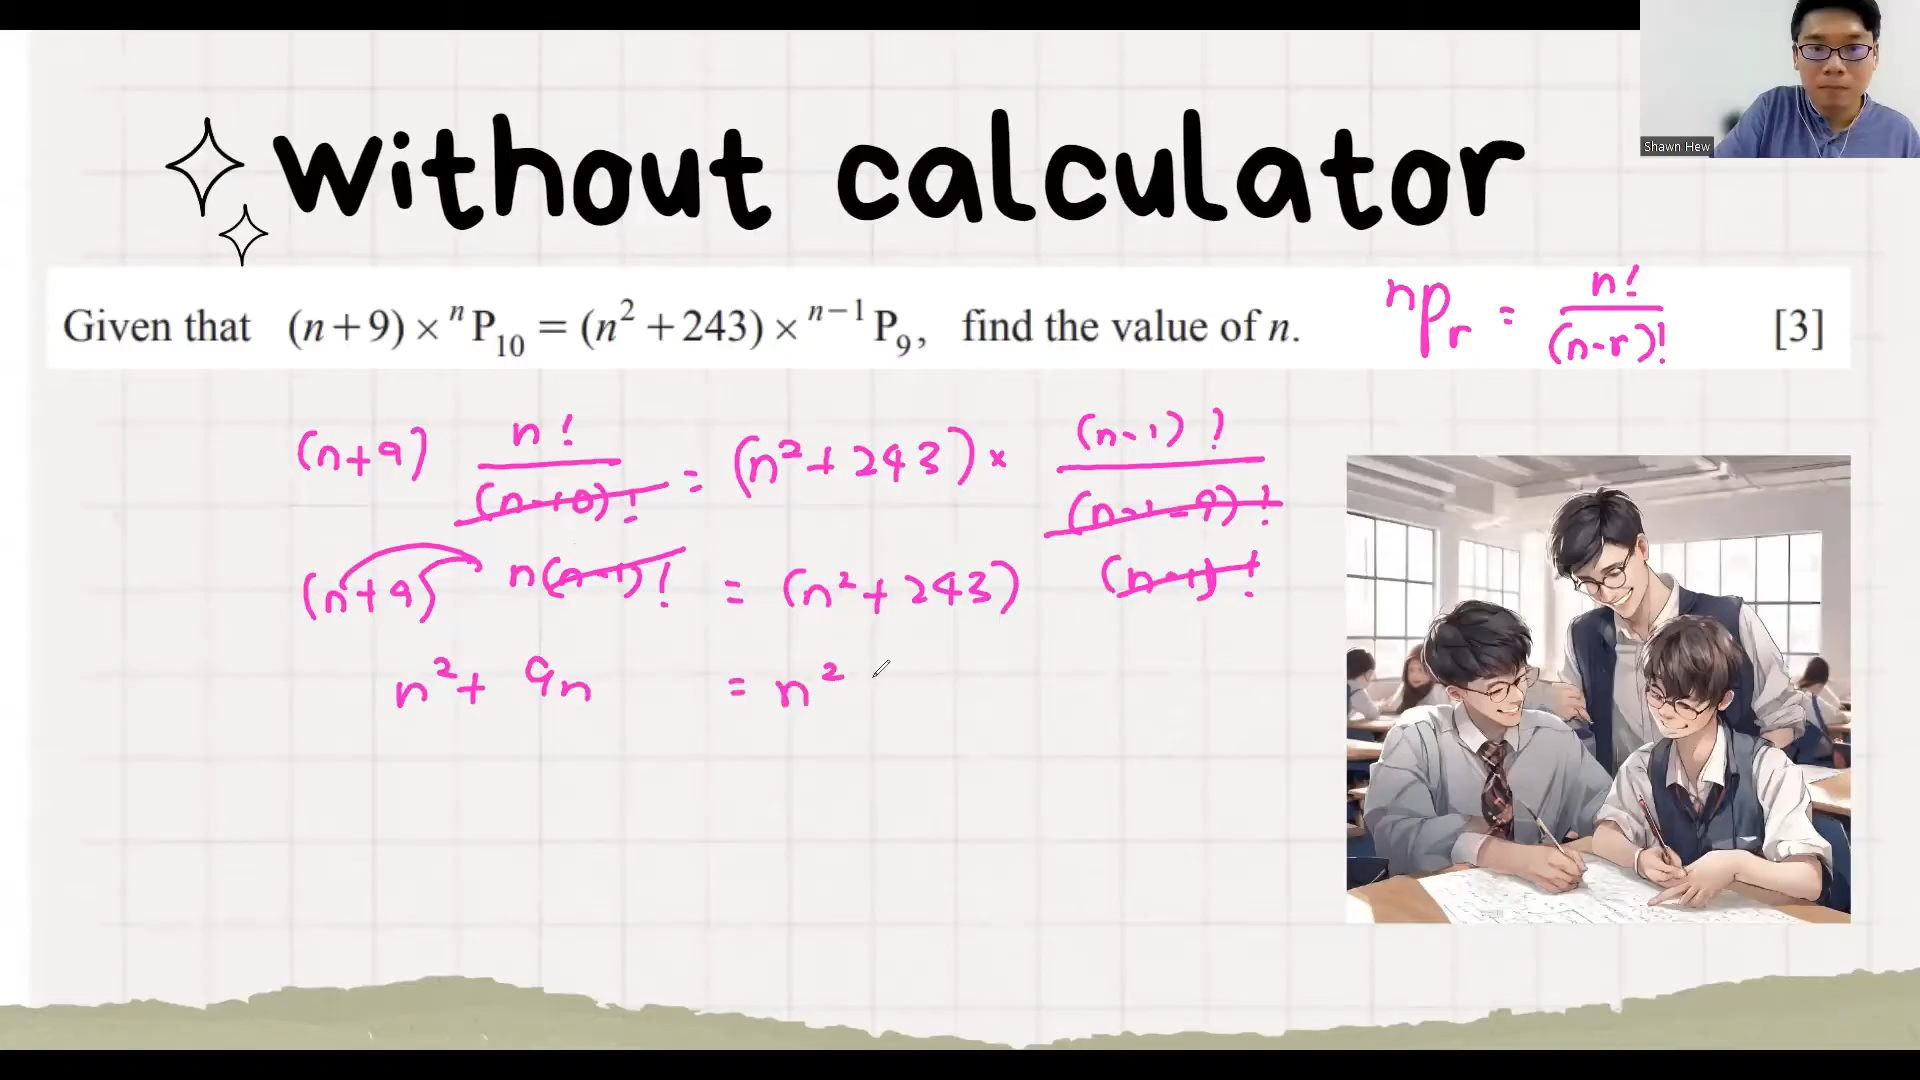 Shawn Hew
Without calculator
Given that (n+9) × ⁿP₁₀ = (n² + 243) × ⁿ⁻¹P₉, find the value of n. [3]
ⁿPᵣ = n! / (n-r)!
(n+9) n! / (n-10)! = (n² + 243) × (n-1)! / (n-1-9)!
(n+9) n(n-1)! = (n² + 243) (n-1)!
n² + 9n = n²